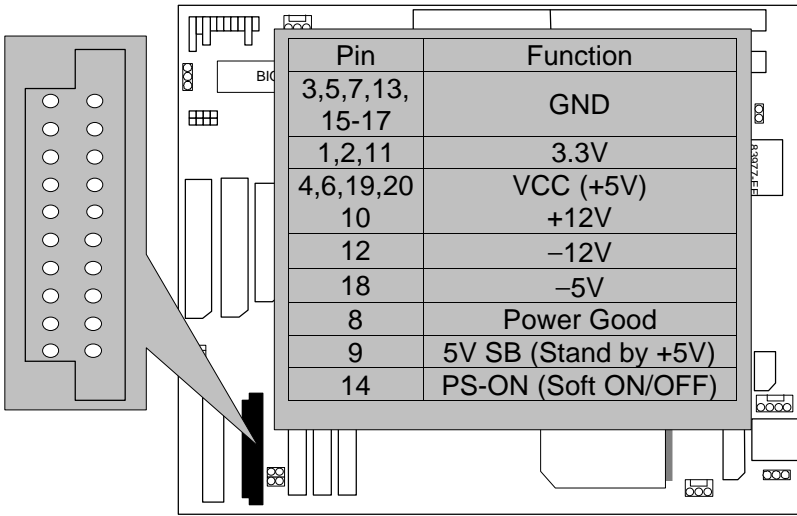 BIO
Pin Function
3,5,7,13,
15-17 GND
1,2,11 3.3V
4,6,19,20 VCC (+5V)
10 +12V
12 –12V
18 –5V
8 Power Good
9 5V SB (Stand by +5V)
14 PS-ON (Soft ON/OFF)